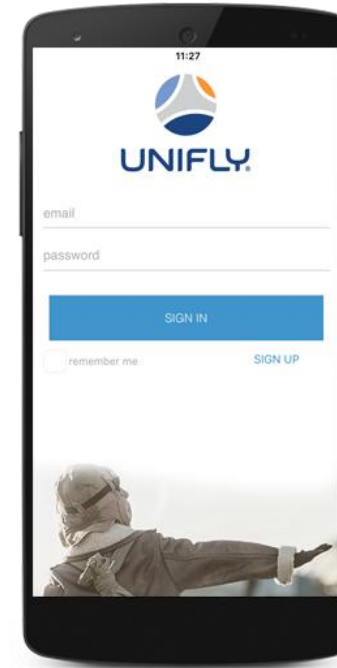 11:27
UNIFLY®
email
password
SIGN IN
remember me
SIGN UP